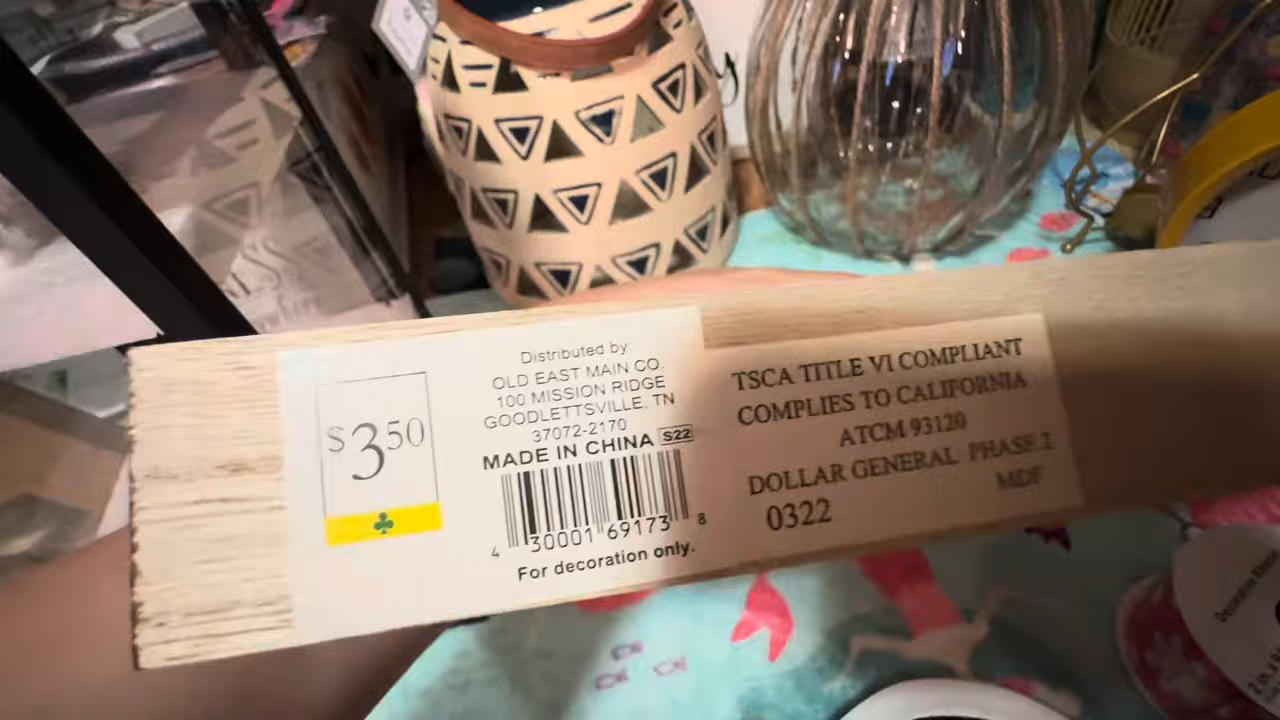 $3.50
Distributed by:
OLD EAST MAIN CO.
100 MISSION RIDGE
GOODLETTSVILLE, TN
37072-2170
MADE IN CHINA S22
4 30001 69173 8
For decoration only.
TSCA TITLE VI COMPLIANT
COMPLIES TO CALIFORNIA
ATCM 93120
DOLLAR GENERAL PHASE 2
MDF
0322